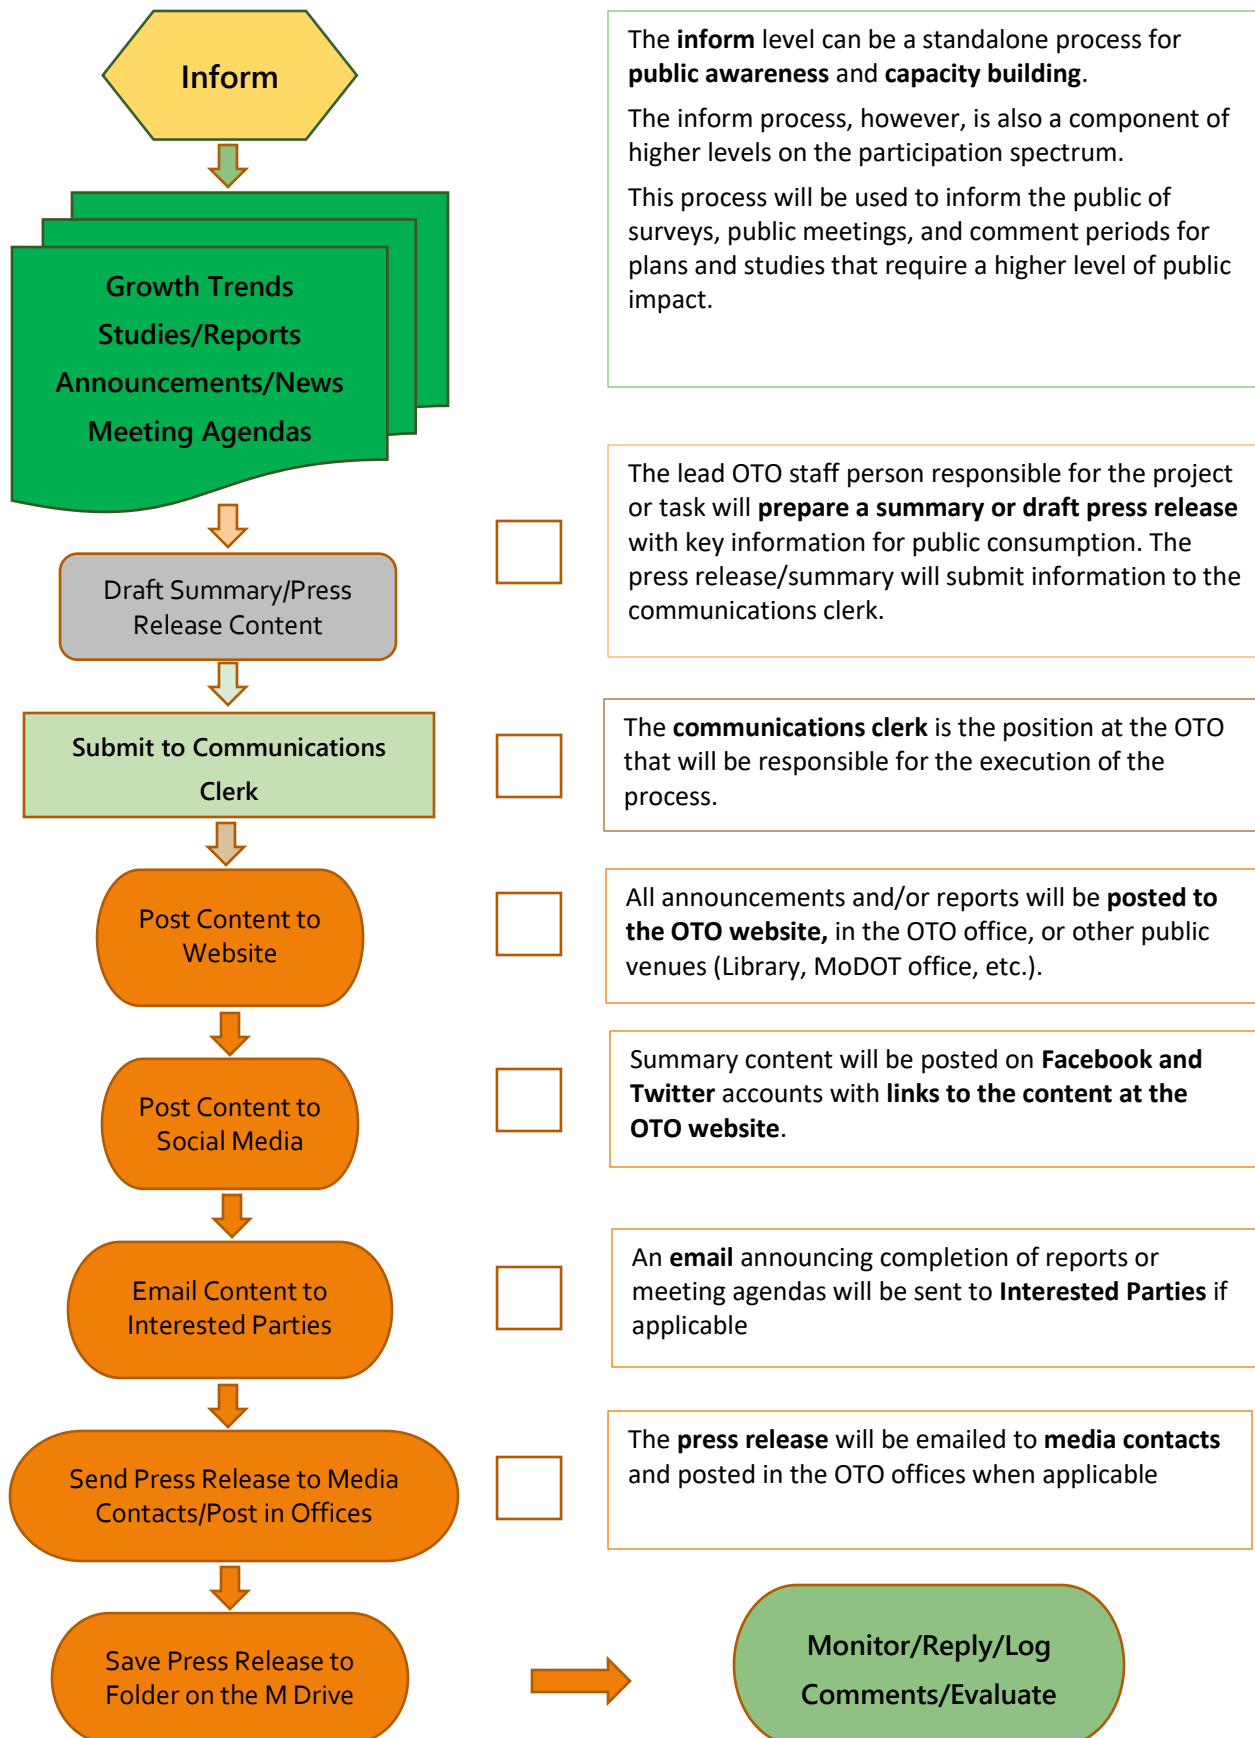 Inform
The inform level can be a standalone process for
public awareness and capacity building.
The inform process, however, is also a component of
higher levels on the participation spectrum.
This process will be used to inform the public of
surveys, public meetings, and comment periods for
plans and studies that require a higher level of public
impact.
Growth Trends
Studies/Reports
Announcements/News
Meeting Agendas
The lead OTO staff person responsible for the project
or task will prepare a summary or draft press release
with key information for public consumption. The
press release/summary will submit information to the
communications clerk.
Draft Summary/Press
Release Content
Submit to Communications
Clerk
The communications clerk is the position at the OTO
that will be responsible for the execution of the
process.
Post Content to
Website
All announcements and/or reports will be posted to
the OTO website, in the OTO office, or other public
venues (Library, MoDOT office, etc.).
Post Content to
Social Media
Summary content will be posted on Facebook and
Twitter accounts with links to the content at the
OTO website.
Email Content to
Interested Parties
An email announcing completion of reports or
meeting agendas will be sent to Interested Parties if
applicable
Send Press Release to Media
Contacts/Post in Offices
The press release will be emailed to media contacts
and posted in the OTO offices when applicable
Save Press Release to
Folder on the M Drive
Monitor/Reply/Log
Comments/Evaluate